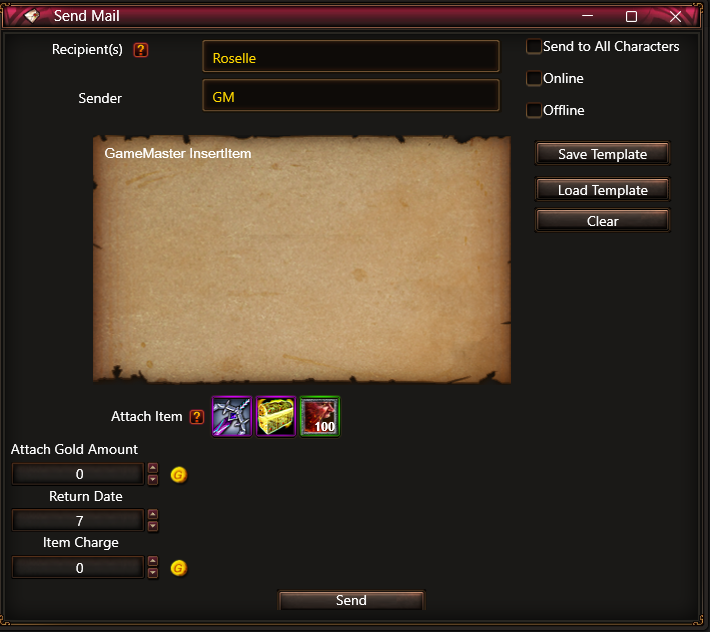 Send Mail
Recipient(s) ?
Roselle
Send to All Characters
Online
Sender
GM
Offline
GameMaster InsertItem
Save Template
Load Template
Clear
Attach Item ?
100
Attach Gold Amount
0 G
Return Date
7
Item Charge
0 G
Send